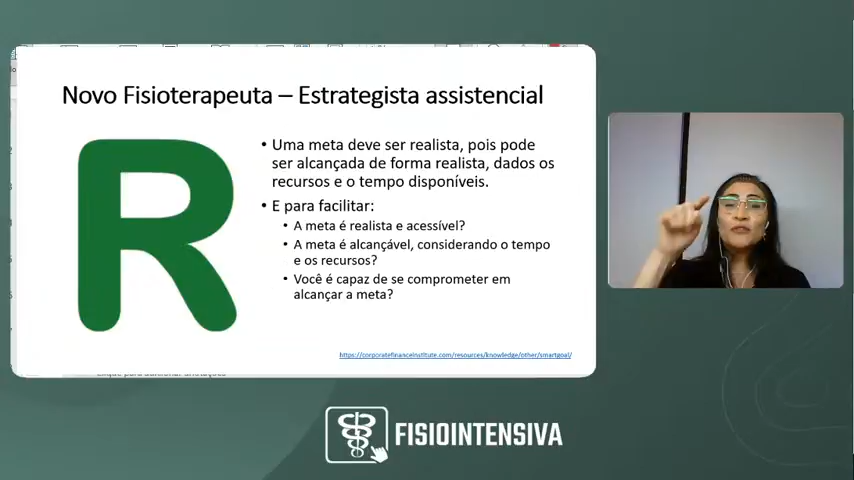 Novo Fisioterapeuta – Estrategista assistencial
R
• Uma meta deve ser realista, pois pode
ser alcançada de forma realista, dados os
recursos e o tempo disponíveis.
• E para facilitar:
• A meta é realista e acessível?
• A meta é alcançável, considerando o tempo
e os recursos?
• Você é capaz de se comprometer em
alcançar a meta?
https://corporatefinanceinstitute.com/resources/knowledge/other/smartgoal/
FISIOINTENSIVA